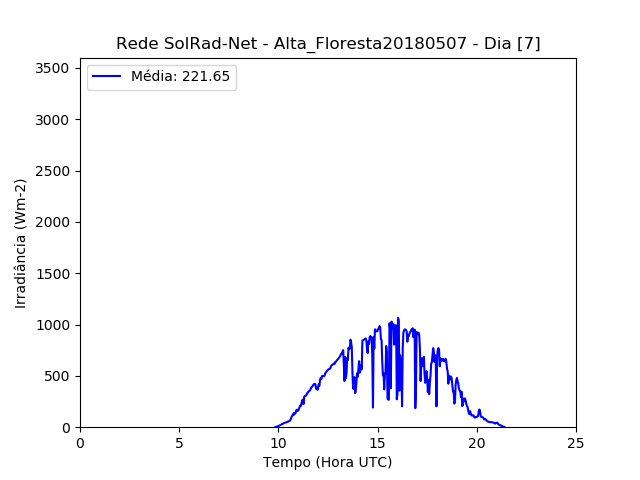 Rede SolRad-Net - Alta_Floresta20180507 - Dia [7]
Média: 221.65
3500
3000
2500
2000
1500
1000
500
0
Irradiância (Wm-2)
0 5 10 15 20 25
Tempo (Hora UTC)